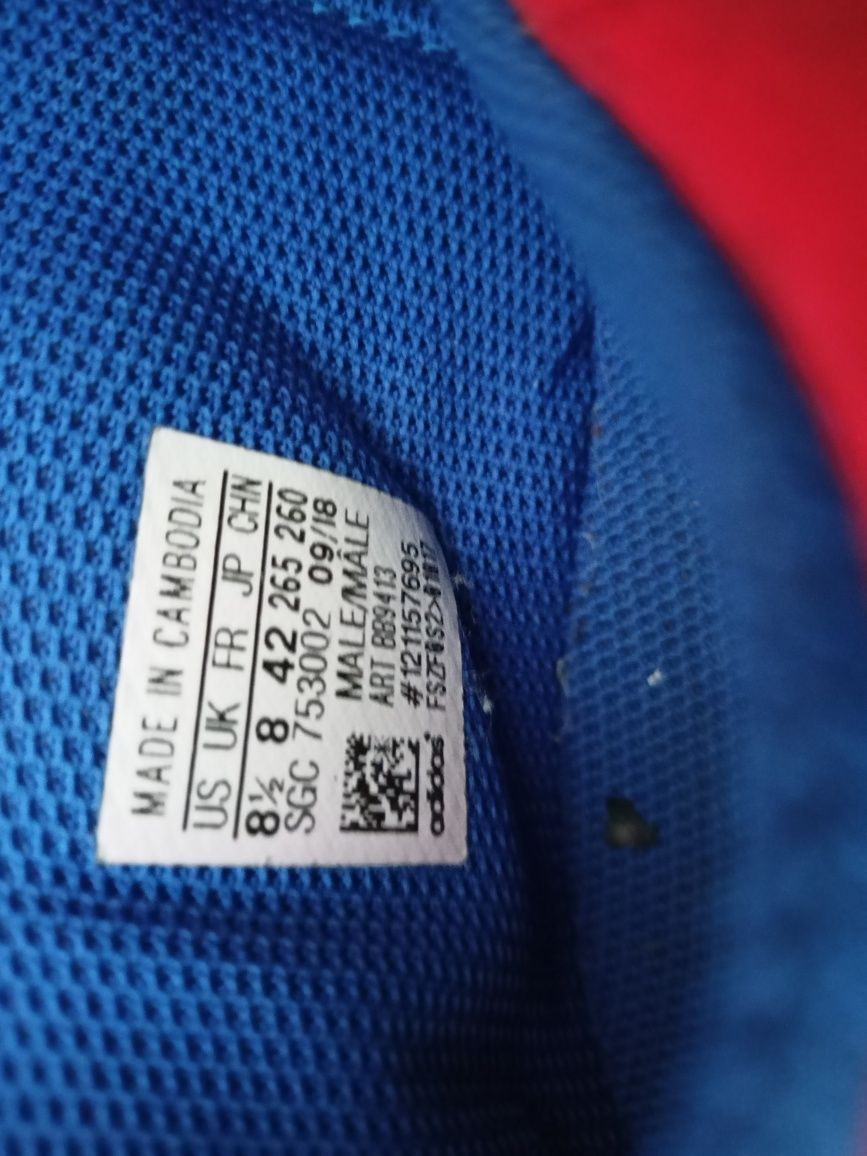 MADE IN CAMBODIA
US UK FR JP CHN
8½ 8 42 265 260
SGC 753002 09/18
MALE/MÂLE
ART BB9413
#121157695
adidas